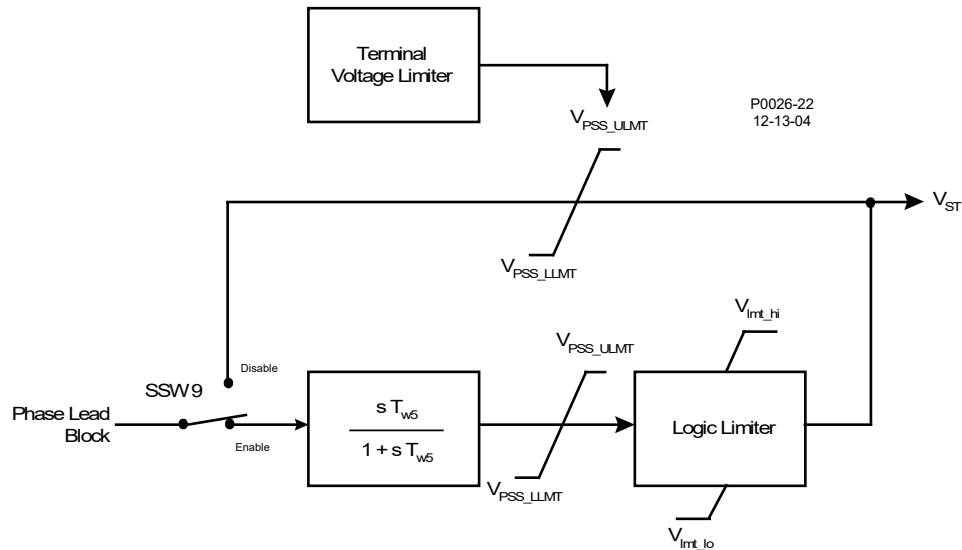 Terminal
Voltage Limiter
P0026-22
12-13-04
V_PSS_ULMT
V_ST
V_PSS_LLMT
V_lmt_hi
V_PSS_ULMT
Disable
SSW 9
Phase Lead
Block
Enable
s T_w5
1 + s T_w5
Logic Limiter
V_PSS_LLMT
V_lmt_lo